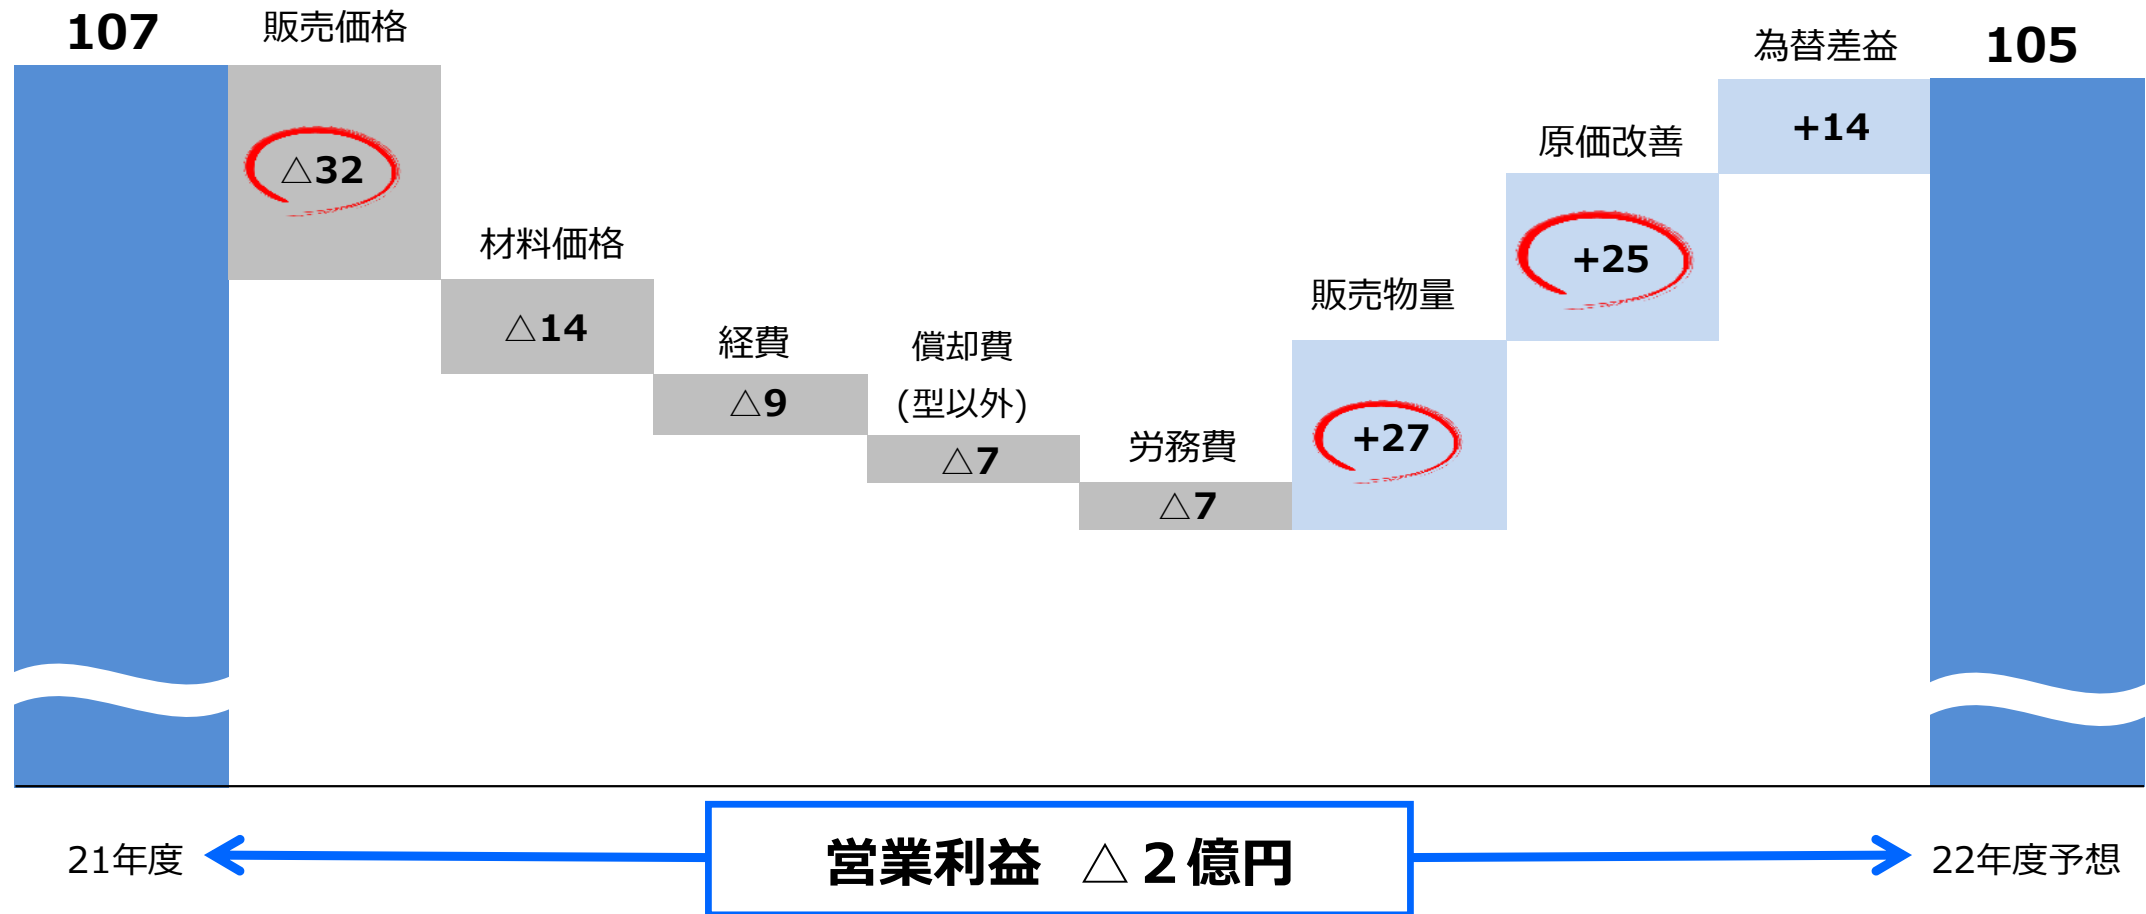 107
販売価格
△32
材料価格
△14
経費
△9
償却費
(型以外)
△7
労務費
△7
販売物量
+27
原価改善
+25
為替差益
+14
105
21年度
営業利益 △２億円
22年度予想